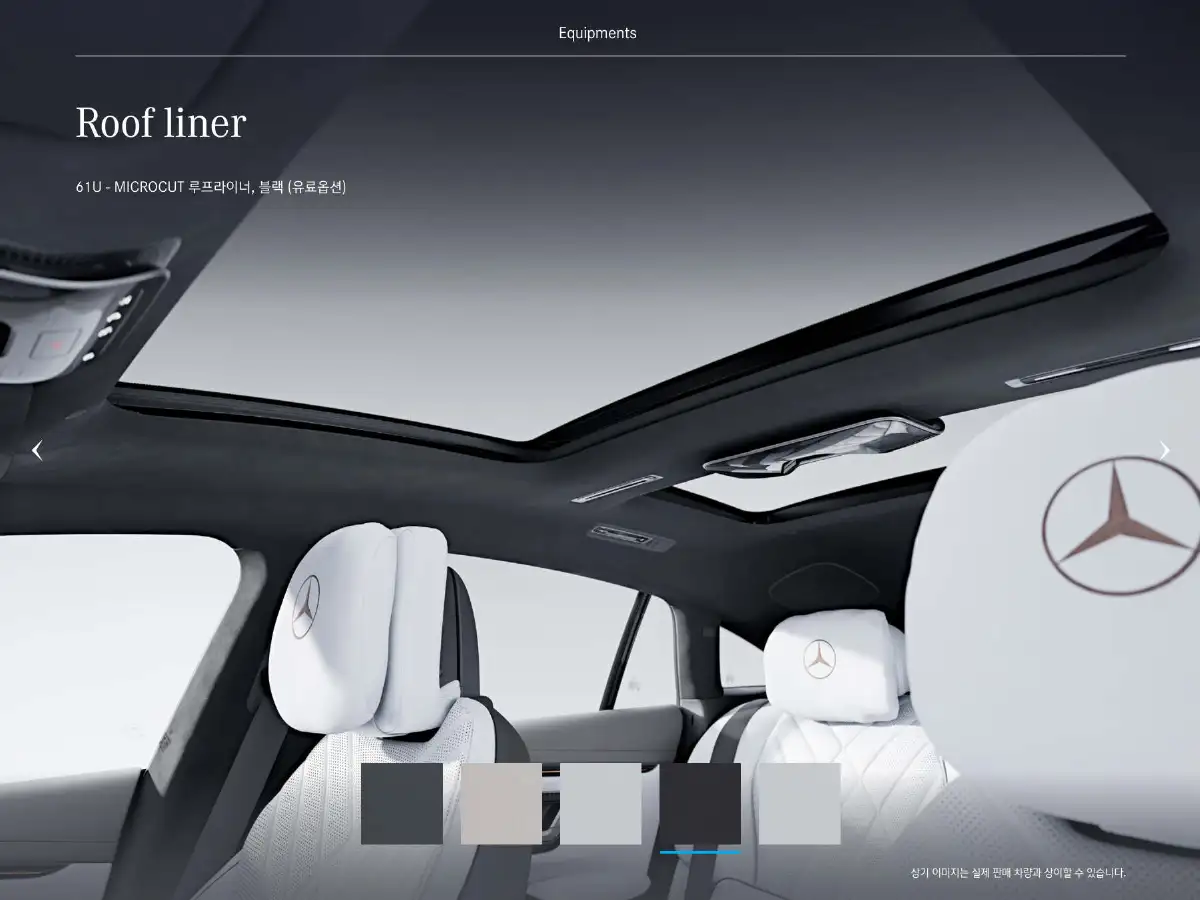 Equipments
Roof liner
61U - MICROCUT 루프라이너, 블랙 (유료옵션)
상기 이미지는 실제 판매 차량과 상이할 수 있습니다.